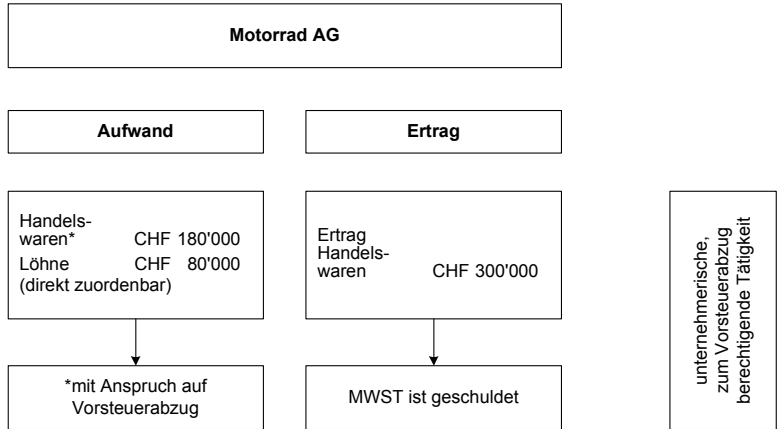 Motorrad AG
Aufwand
Ertrag
Handels-
waren* CHF 180'000
Löhne CHF 80'000
(direkt zuordenbar)
Ertrag
Handels-
waren CHF 300'000
unternehmerische,
zum Vorsteuerabzug
berechtigende Tätigkeit
*mit Anspruch auf
Vorsteuerabzug
MWST ist geschuldet